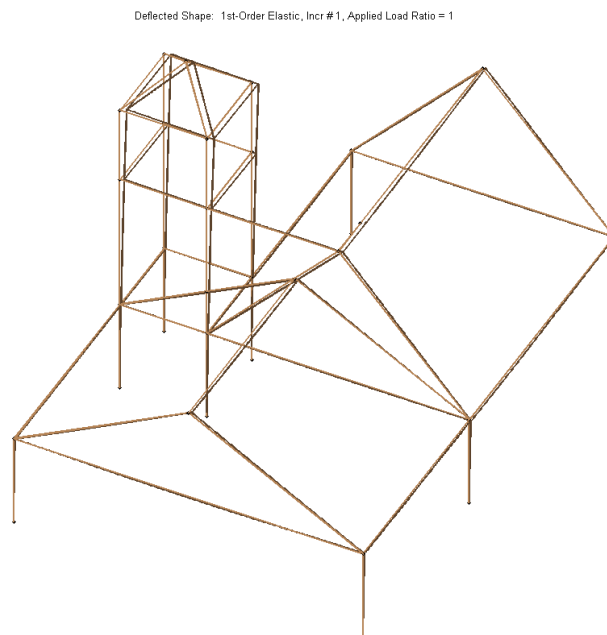 Deflected Shape: 1st-Order Elastic, Incr # 1, Applied Load Ratio = 1